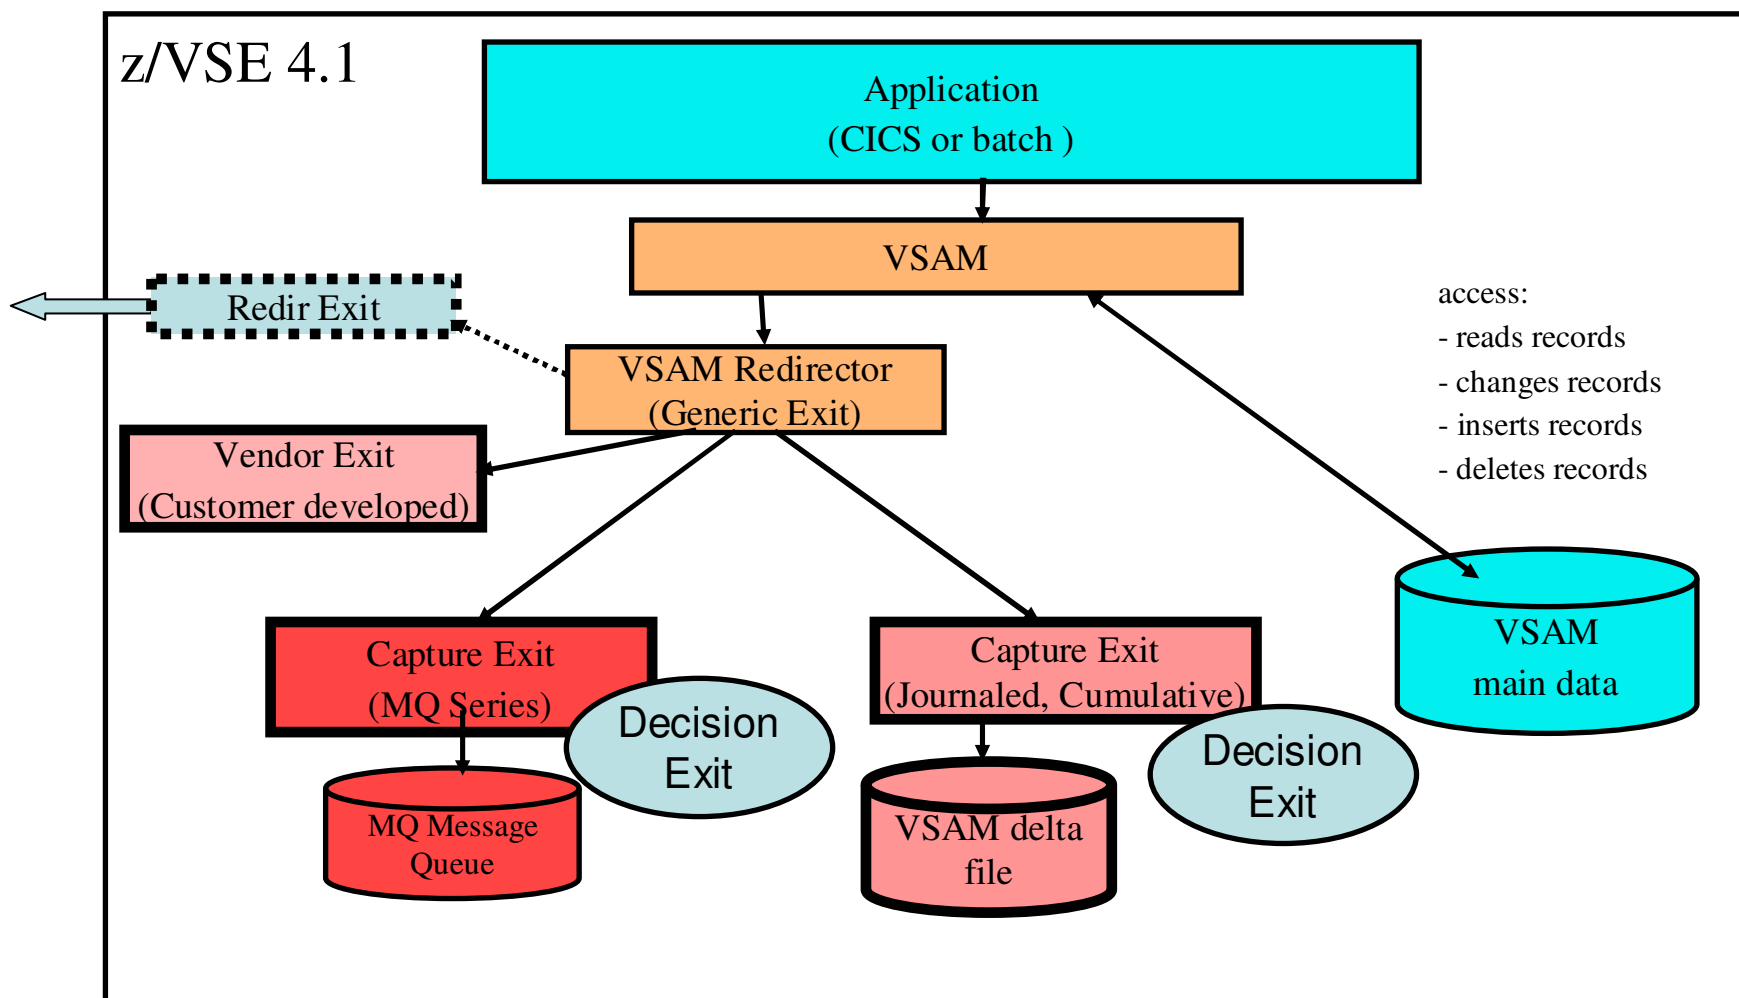 z/VSE 4.1
Application
(CICS or batch )
VSAM
Redir Exit
access:
- reads records
- changes records
- inserts records
- deletes records
VSAM Redirector
(Generic Exit)
Vendor Exit
(Customer developed)
Capture Exit
(MQ Series)
Decision
Exit
Capture Exit
(Journaled, Cumulative)
Decision
Exit
VSAM
main data
MQ Message
Queue
VSAM delta
file